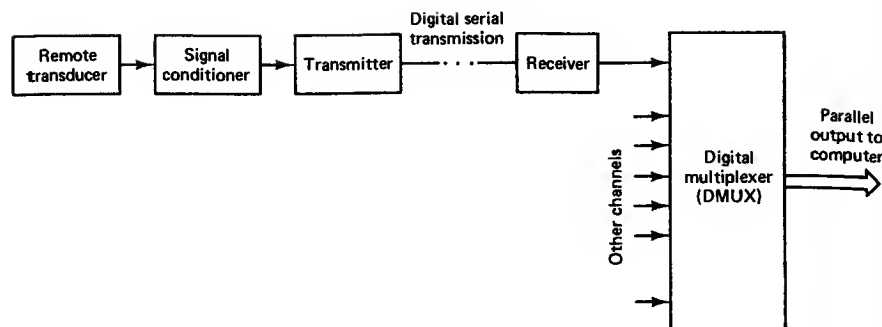 Digital serial
transmission
Remote
transducer
Signal
conditioner
Transmitter
Receiver
Other channels
Digital
multiplexer
(DMUX)
Parallel
output to
computer